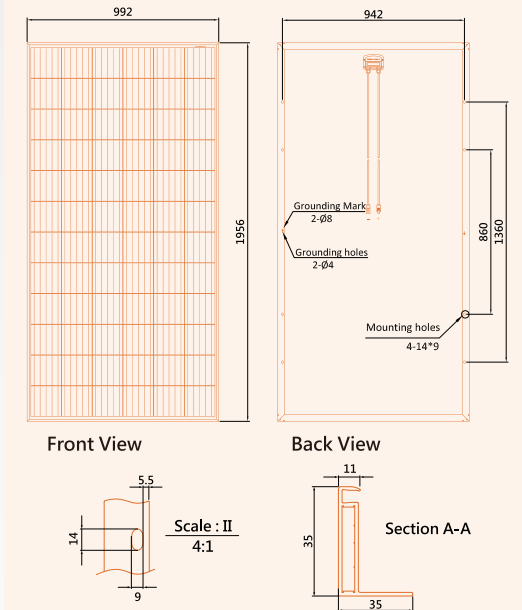 992
942
1956
Grounding Mark
2-Ø8
Grounding holes
2-Ø4
860
1360
Mounting holes
4-14*9
Front View
Back View
5.5
14
9
Scale : II
4:1
11
35
35
Section A-A